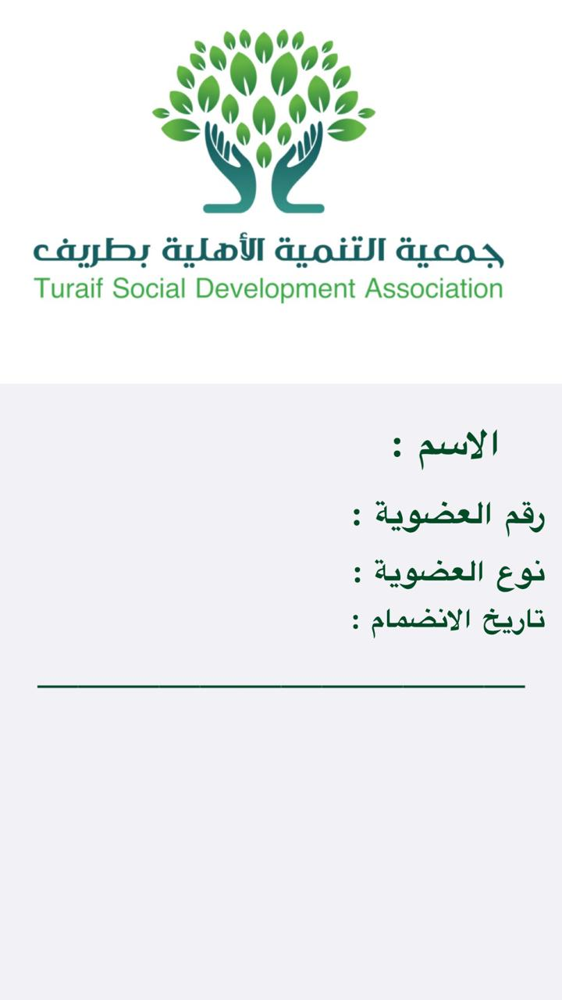 جمعية التنمية الأهلية بطريف
Turaif Social Development Association
الاسم :
رقم العضوية :
نوع العضوية :
تاريخ الانضمام :